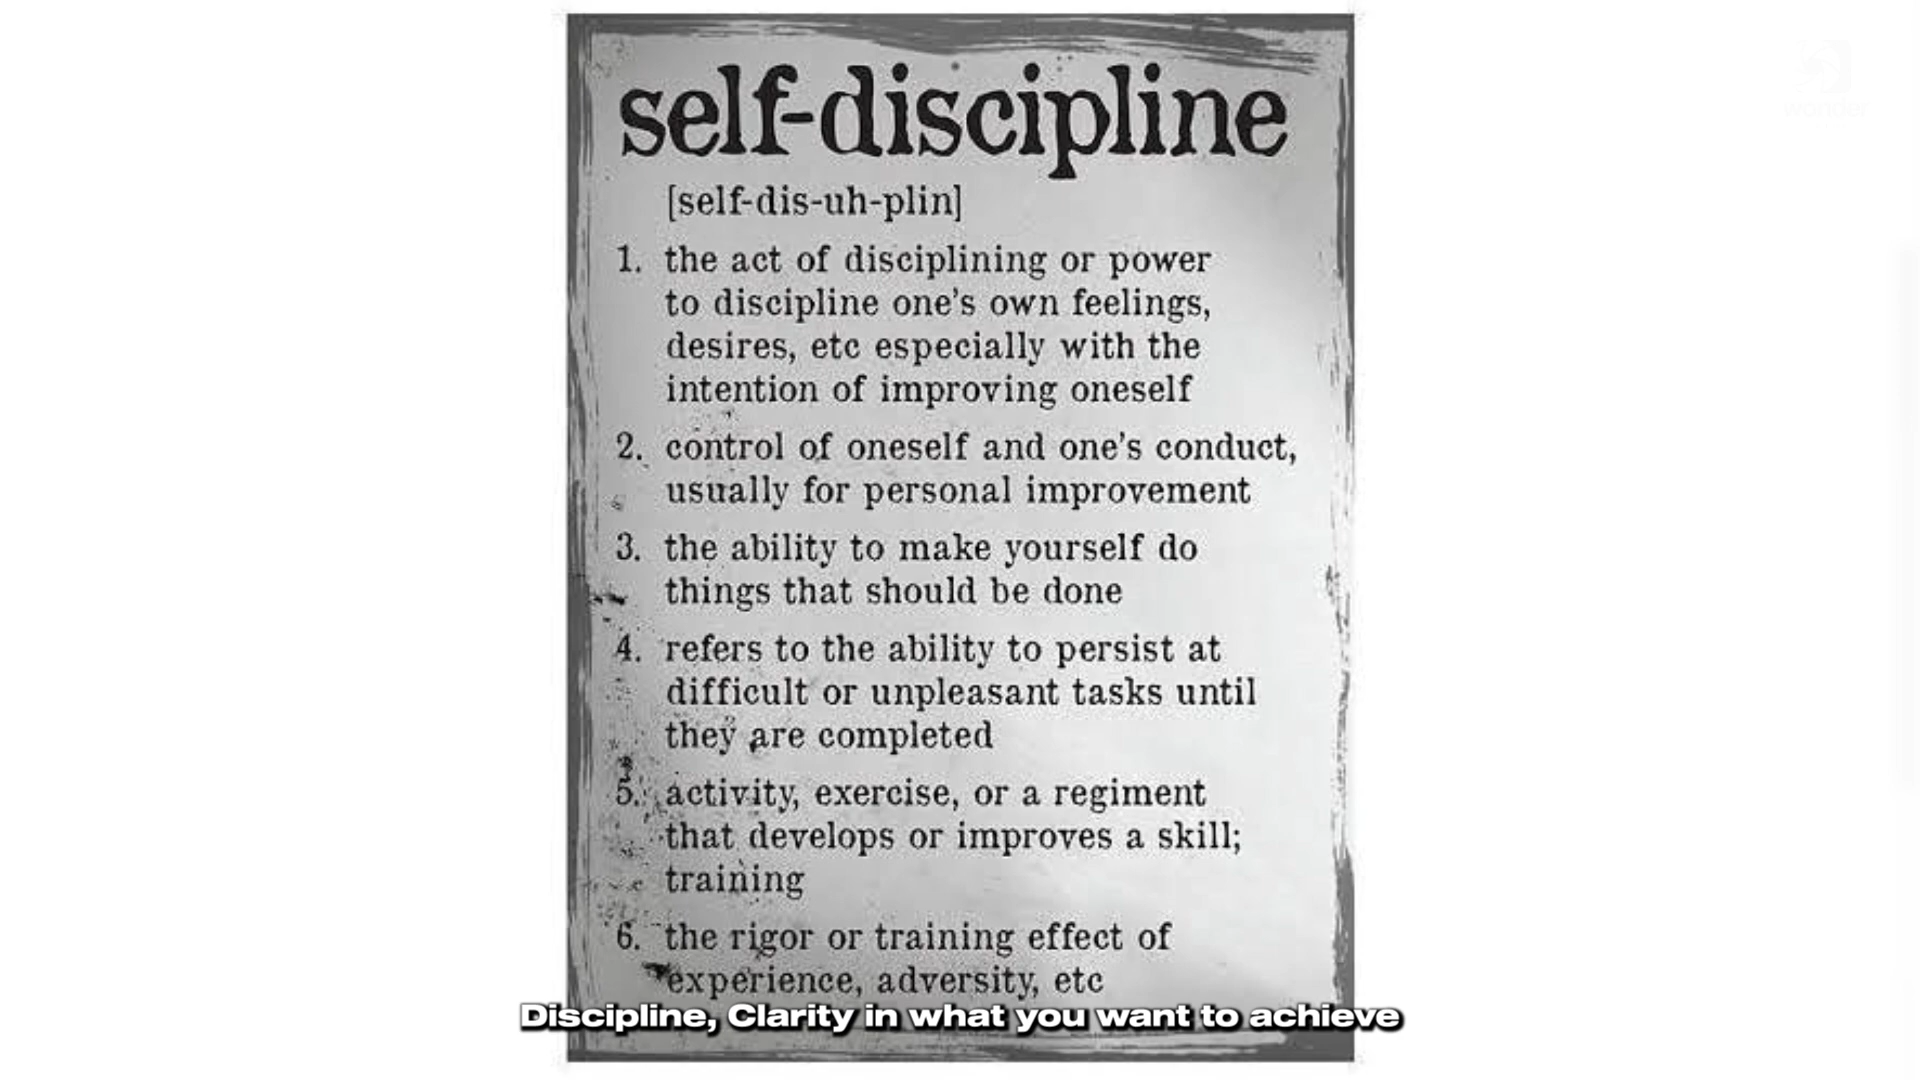 wonder
self-discipline
[self-dis-uh-plin]
1. the act of disciplining or power
to discipline one's own feelings,
desires, etc especially with the
intention of improving oneself
2. control of oneself and one's conduct,
usually for personal improvement
3. the ability to make yourself do
things that should be done
4. refers to the ability to persist at
difficult or unpleasant tasks until
they are completed
5. activity, exercise, or a regiment
that develops or improves a skill;
training
6. the rigor or training effect of
experience, adversity, etc
Discipline, Clarity in what you want to achieve